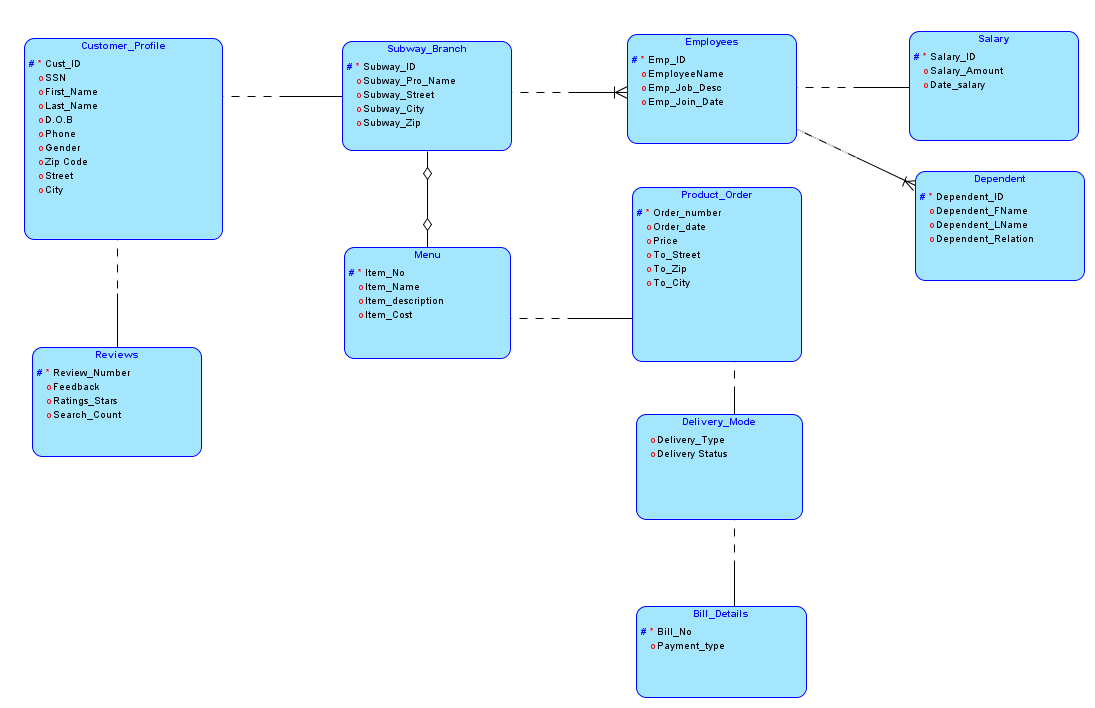 Customer_Profile
# * Cust_ID
o SSN
o First_Name
o Last_Name
o D.O.B
o Phone
o Gender
o Zip Code
o Street
o City
Subway_Branch
# * Subway_ID
o Subway_Pro_Name
o Subway_Street
o Subway_City
o Subway_Zip
Employees
# * Emp_ID
o EmployeeName
o Emp_Job_Desc
o Emp_Join_Date
Salary
# * Salary_ID
o Salary_Amount
o Date_salary
Dependent
# * Dependent_ID
o Dependent_FName
o Dependent_LName
o Dependent_Relation
Product_Order
# * Order_number
o Order_date
o Price
o To_Street
o To_Zip
o To_City
Menu
# * Item_No
o Item_Name
o Item_description
o Item_Cost
Reviews
# * Review_Number
o Feedback
o Ratings_Stars
o Search_Count
Delivery_Mode
o Delivery_Type
o Delivery Status
Bill_Details
# * Bill_No
o Payment_type